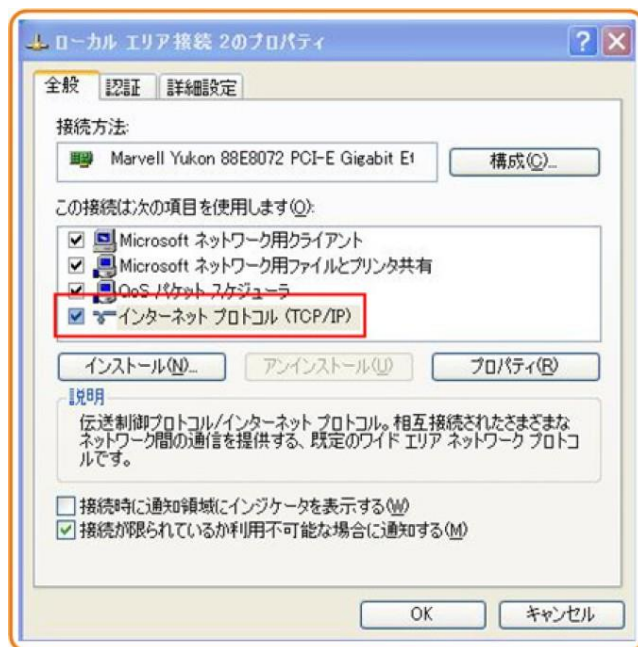 ローカル エリア接続 2のプロパティ
全般 認証 詳細設定
接続方法:
Marvell Yukon 88E8072 PCI-E Gigabit Et
構成(C)...
この接続は次の項目を使用します(O):
Microsoft ネットワーク用クライアント
Microsoft ネットワーク用ファイルとプリンタ共有
QoS パケット スケジューラ
インターネット プロトコル (TCP/IP)
インストール(N)... アンインストール(U) プロパティ(R)
説明
伝送制御プロトコル/インターネット プロトコル。相互接続されたさまざまな
ネットワーク間の通信を提供する、既定のワイド エリア ネットワーク プロトコ
ルです。
接続時に通知領域にインジケータを表示する(W)
接続が限られているか利用不可能な場合に通知する(M)
OK キャンセル